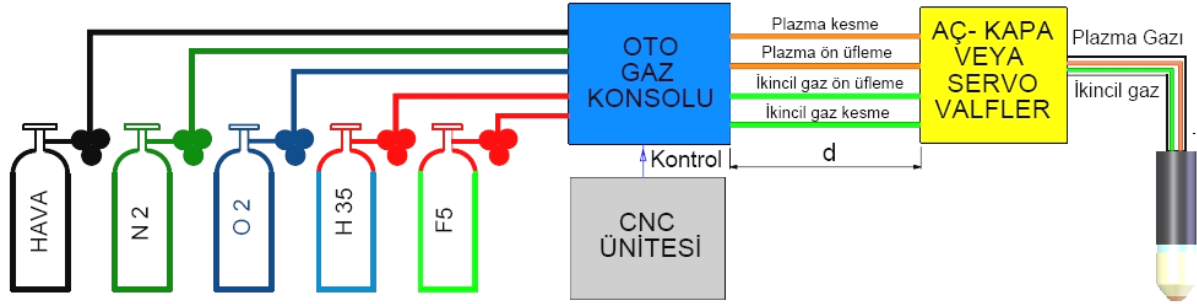 HAVA
N 2
O 2
H 35
F5
OTO
GAZ
KONSOLU
Kontrol
CNC
ÜNİTESİ
Plazma kesme
Plazma ön üfleme
İkincil gaz ön üfleme
İkincil gaz kesme
d
AÇ- KAPA
VEYA
SERVO
VALFLER
Plazma Gazı
İkincil gaz